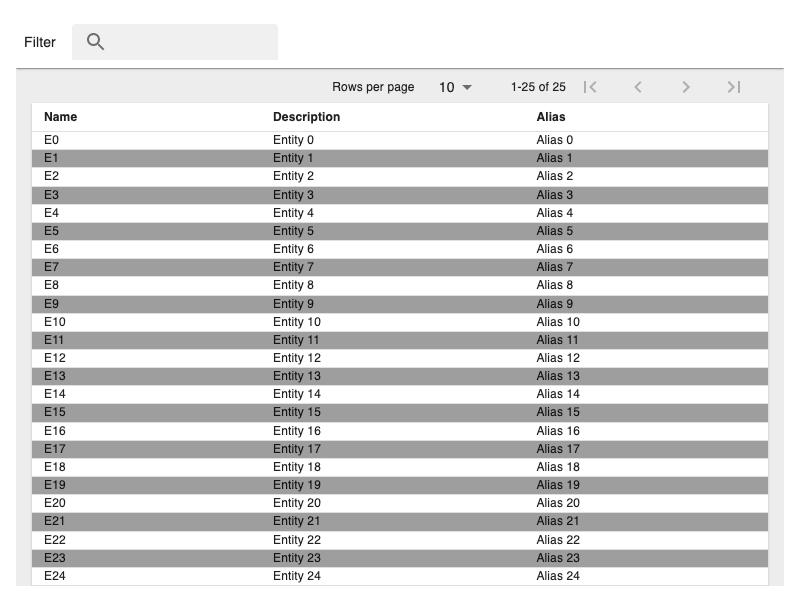 Filter
Rows per page 10 1-25 of 25
Name Description Alias
E0 Entity 0 Alias 0
E1 Entity 1 Alias 1
E2 Entity 2 Alias 2
E3 Entity 3 Alias 3
E4 Entity 4 Alias 4
E5 Entity 5 Alias 5
E6 Entity 6 Alias 6
E7 Entity 7 Alias 7
E8 Entity 8 Alias 8
E9 Entity 9 Alias 9
E10 Entity 10 Alias 10
E11 Entity 11 Alias 11
E12 Entity 12 Alias 12
E13 Entity 13 Alias 13
E14 Entity 14 Alias 14
E15 Entity 15 Alias 15
E16 Entity 16 Alias 16
E17 Entity 17 Alias 17
E18 Entity 18 Alias 18
E19 Entity 19 Alias 19
E20 Entity 20 Alias 20
E21 Entity 21 Alias 21
E22 Entity 22 Alias 22
E23 Entity 23 Alias 23
E24 Entity 24 Alias 24